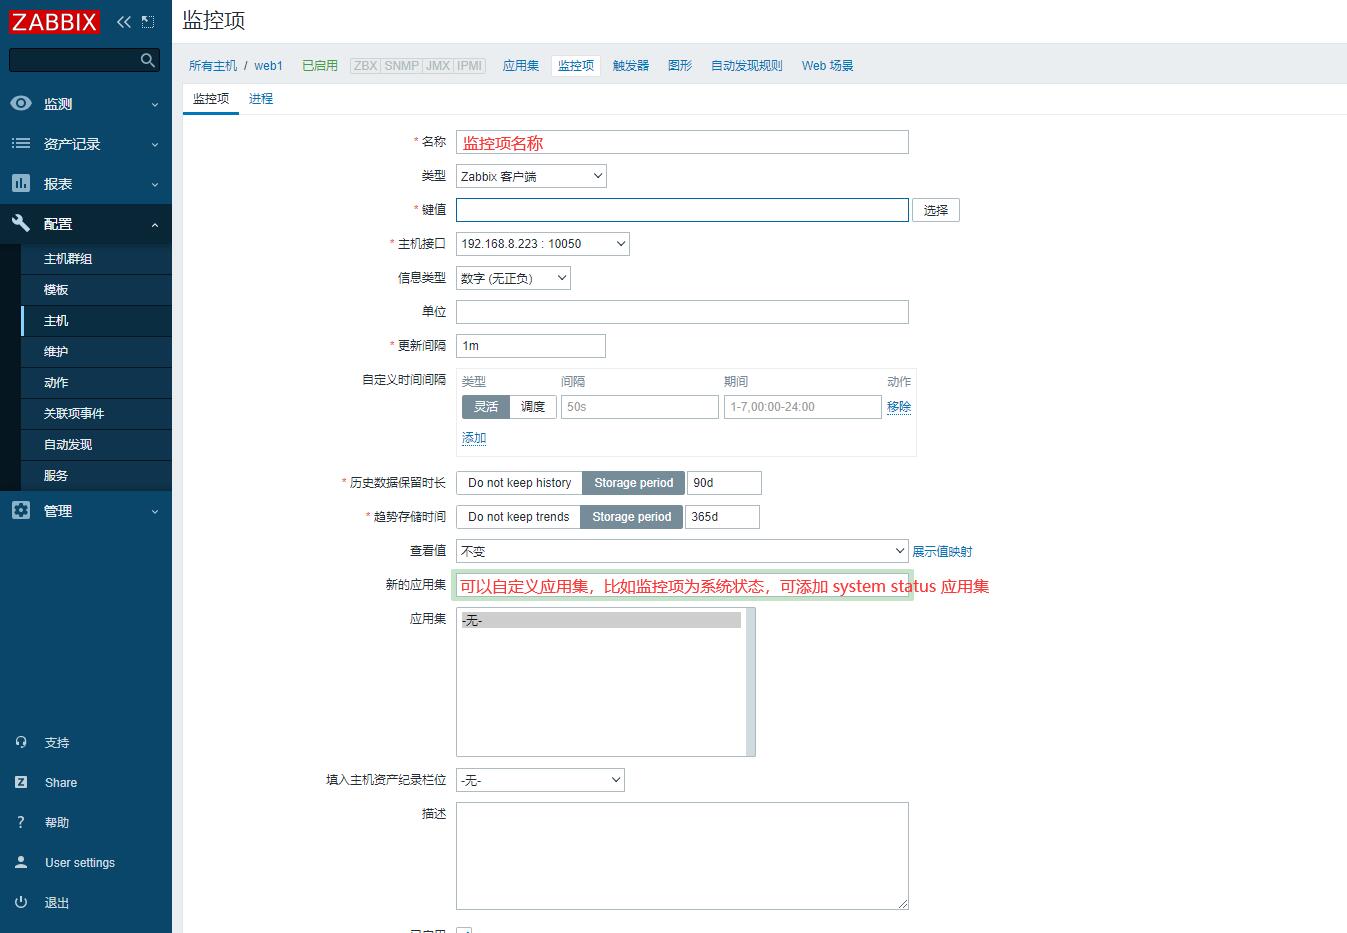 ZABBIX
监控项
所有主机 / web1 已启用 ZBX SNMP JMX IPMI 应用集 监控项 触发器 图形 自动发现规则 Web 场景
监控项 进程
监测
资产记录
报表
配置
主机群组
模板
主机
维护
动作
关联项事件
自动发现
服务
管理
支持
Share
帮助
User settings
退出
* 名称 监控项名称
类型 Zabbix 客户端
* 键值 选择
* 主机接口 192.168.8.223 : 10050
信息类型 数字 (无正负)
单位
* 更新间隔 1m
自定义时间间隔 类型 间隔 期间 动作
灵活 调度 50s 1-7,00:00-24:00 移除
添加
* 历史数据保留时长 Do not keep history Storage period 90d
* 趋势存储时间 Do not keep trends Storage period 365d
查看值 不变 展示值映射
新的应用集 可以自定义应用集，比如监控项为系统状态，可添加 system status 应用集
应用集 -无-
填入主机资产纪录栏位 -无-
描述
已启用